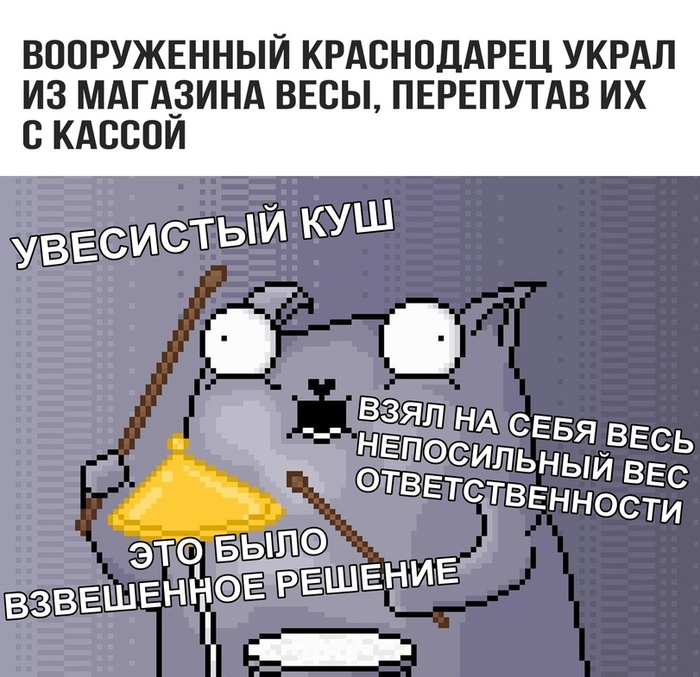 ВООРУЖЕННЫЙ КРАСНОДАРЕЦ УКРАЛ
ИЗ МАГАЗИНА ВЕСЫ, ПЕРЕПУТАВ ИХ
С КАССОЙ
УВЕСИСТЫЙ КУШ
ВЗЯЛ НА СЕБЯ ВЕСЬ
НЕПОСИЛЬНЫЙ ВЕС
ОТВЕТСТВЕННОСТИ
ЭТО БЫЛО
ВЗВЕШЕННОЕ РЕШЕНИЕ